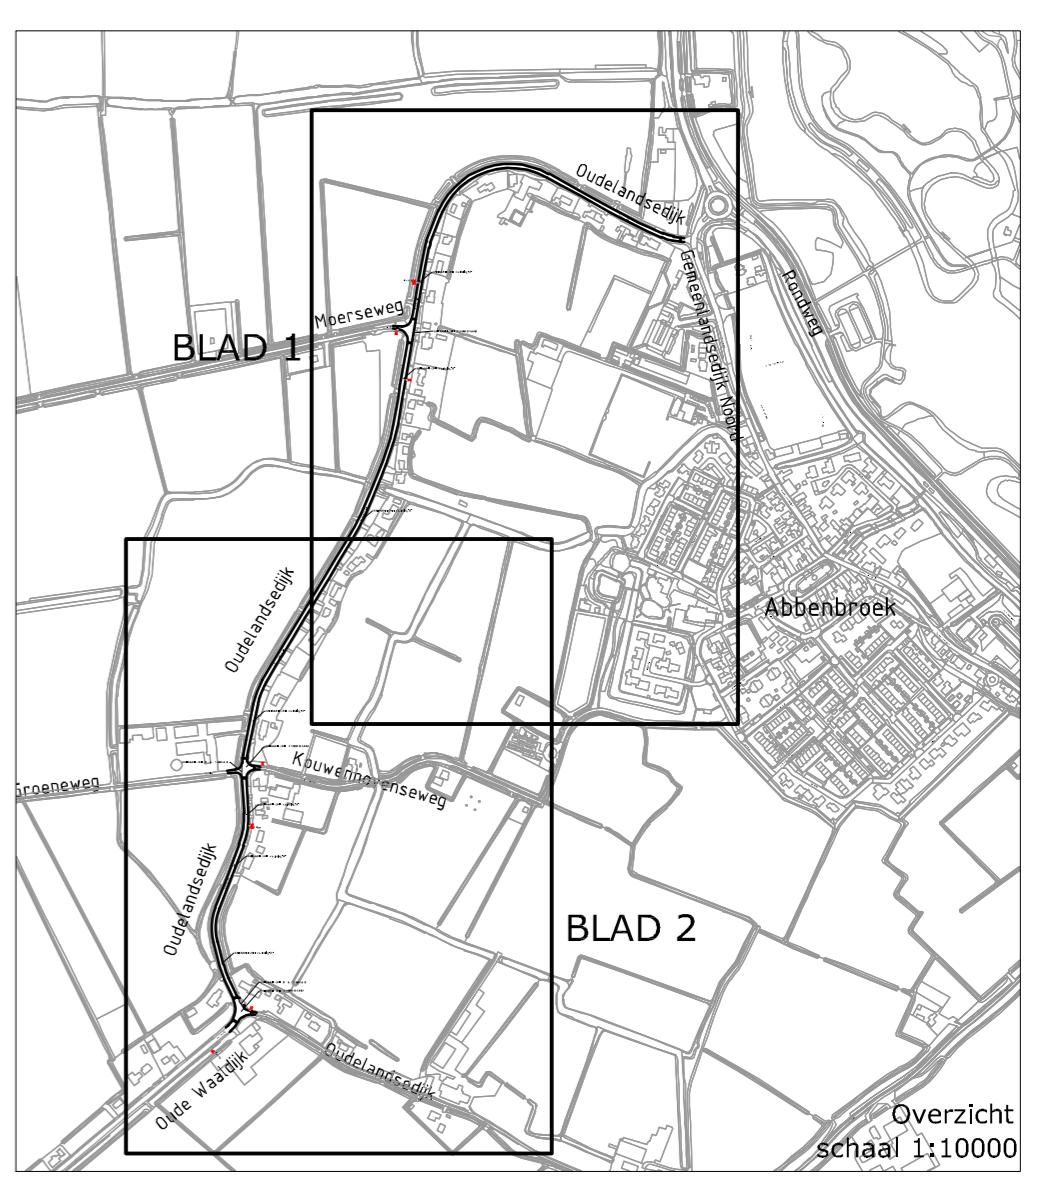 Oudelandsedijk
Gemeenlandsedijk Noord
Rondweg
Moerseweg
BLAD 1
Oudelandsedijk
Abbenbroek
Groeneweg
Kouwenhovenseweg
Oudelandsedijk
BLAD 2
Oudelandsedijk
Oude Waaldijk
Overzicht
schaal 1:10000